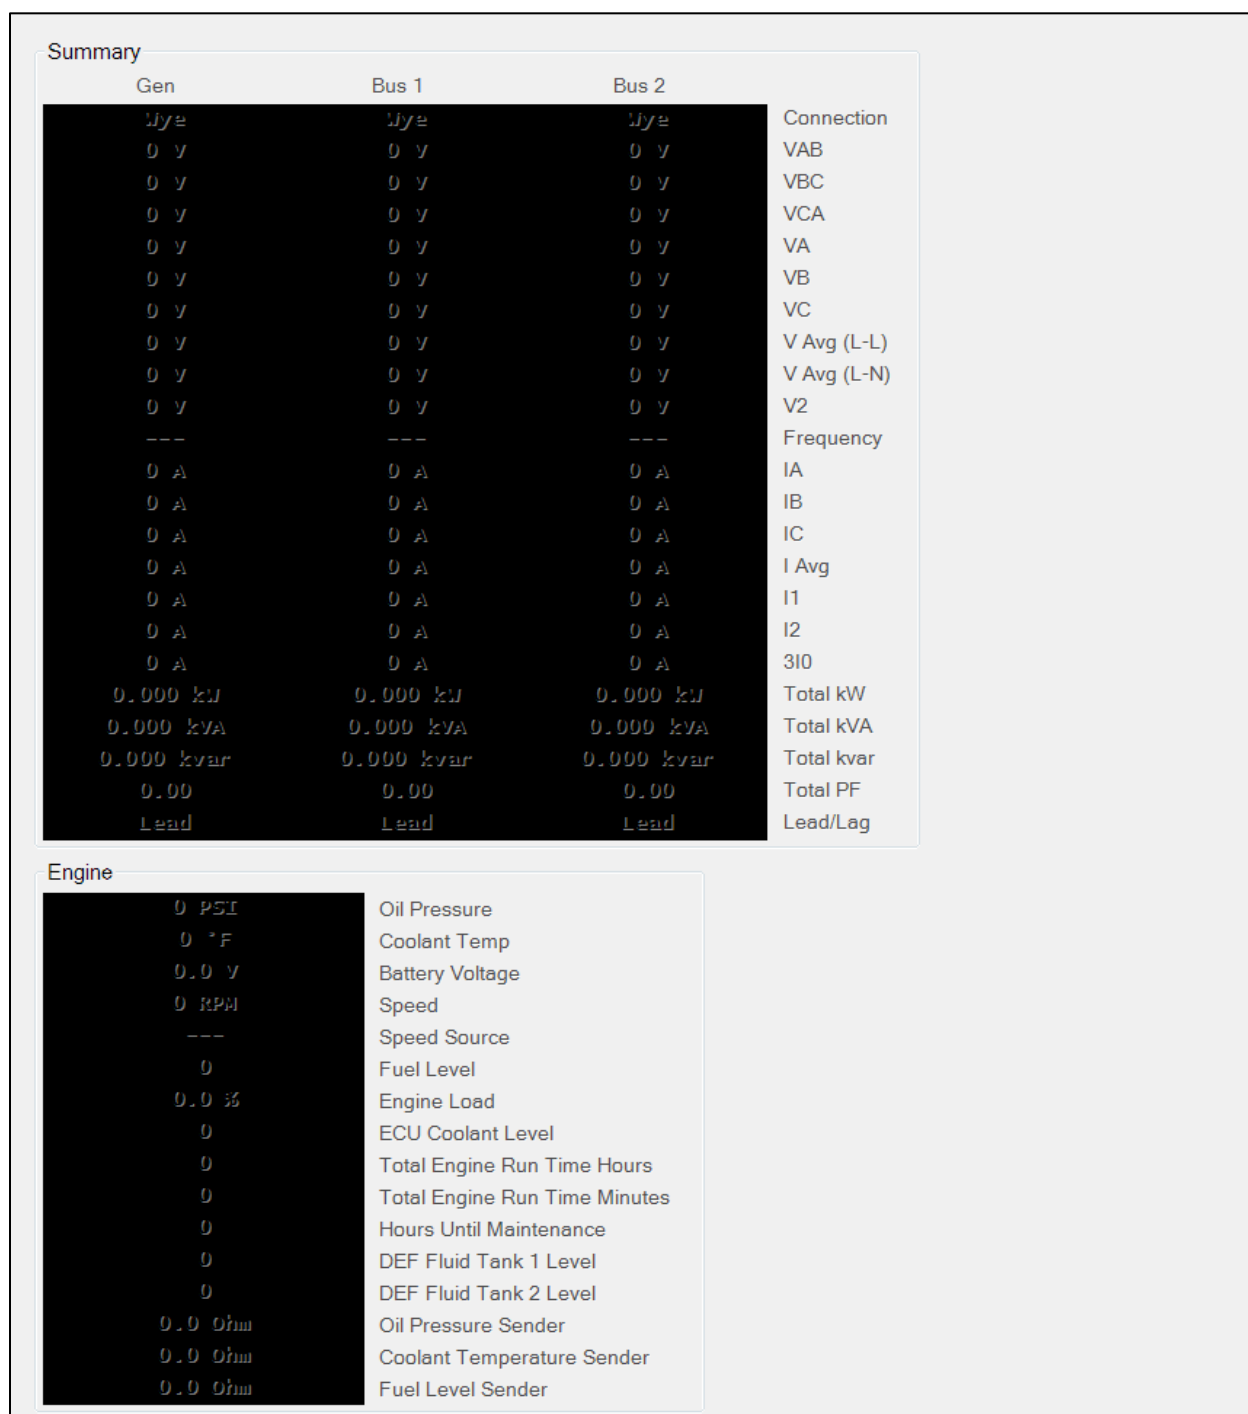 Summary
Gen Bus 1 Bus 2
Wye Wye Wye Connection
0 V 0 V 0 V VAB
0 V 0 V 0 V VBC
0 V 0 V 0 V VCA
0 V 0 V 0 V VA
0 V 0 V 0 V VB
0 V 0 V 0 V VC
0 V 0 V 0 V V Avg (L-L)
0 V 0 V 0 V V Avg (L-N)
0 V 0 V 0 V V2
--- --- --- Frequency
0 A 0 A 0 A IA
0 A 0 A 0 A IB
0 A 0 A 0 A IC
0 A 0 A 0 A I Avg
0 A 0 A 0 A I1
0 A 0 A 0 A I2
0 A 0 A 0 A 3I0
0.000 kW 0.000 kW 0.000 kW Total kW
0.000 kVA 0.000 kVA 0.000 kVA Total kVA
0.000 kvar 0.000 kvar 0.000 kvar Total kvar
0.00 0.00 0.00 Total PF
Lead Lead Lead Lead/Lag
Engine
0 PSI Oil Pressure
0 °F Coolant Temp
0.0 V Battery Voltage
0 RPM Speed
--- Speed Source
0 Fuel Level
0.0 % Engine Load
0 ECU Coolant Level
0 Total Engine Run Time Hours
0 Total Engine Run Time Minutes
0 Hours Until Maintenance
0 DEF Fluid Tank 1 Level
0 DEF Fluid Tank 2 Level
0.0 Ohm Oil Pressure Sender
0.0 Ohm Coolant Temperature Sender
0.0 Ohm Fuel Level Sender